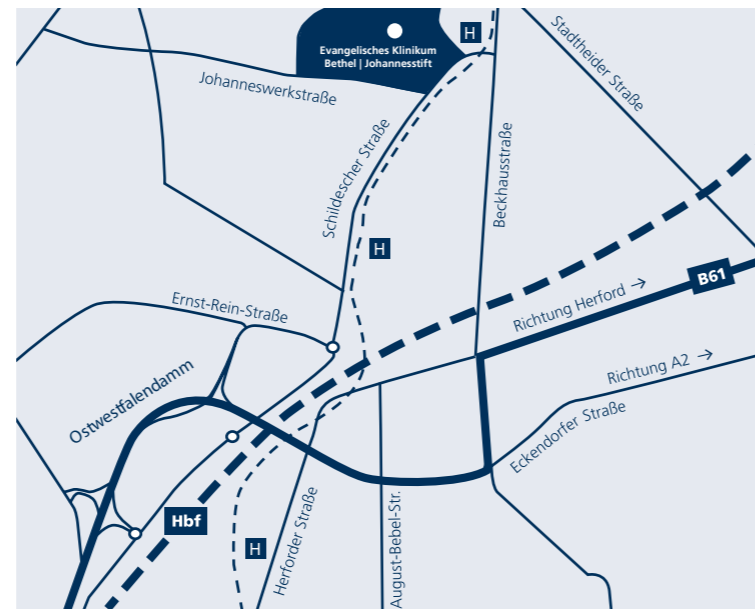 Evangelisches Klinikum
Bethel | Johannesstift
H
Stadtheider Straße
Johanneswerkstraße
Schildescher Straße
Beckhausstraße
H
B61
Ernst-Rein-Straße
Richtung Herford →
Richtung A2 →
Ostwestfalendamm
Eckendorfer Straße
Hbf
H
Herforder Straße
August-Bebel-Str.